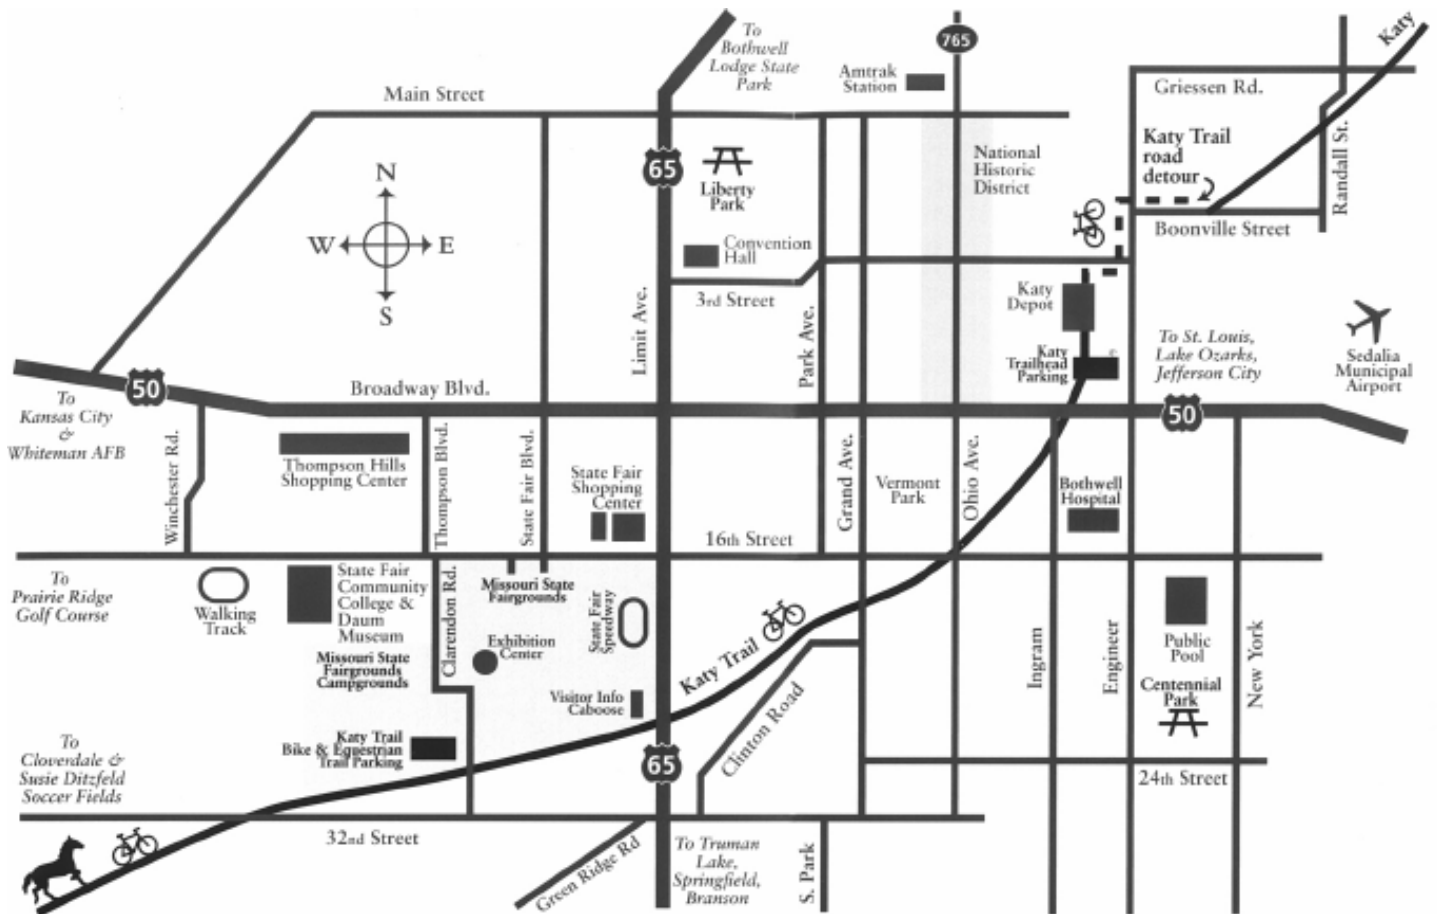 To
Bothwell
Lodge State
Park
765
Katy
Amtrak
Station
Main Street
Griessen Rd.
Katy Trail
road
detour
Randall St.
National
Historic
District
65
Liberty
Park
N
W
E
S
Boonville Street
Convention
Hall
3rd Street
Limit Ave.
Park Ave.
Katy
Depot
Katy
Trailhead
Parking
To St. Louis,
Lake Ozarks,
Jefferson City
Sedalia
Municipal
Airport
50
Broadway Blvd.
50
To
Kansas City
&
Whiteman AFB
Winchester Rd.
Thompson Hills
Shopping Center
Thompson Blvd.
State Fair Blvd.
State Fair
Shopping
Center
Grand Ave.
Vermont
Park
Ohio Ave.
Bothwell
Hospital
16th Street
To
Prairie Ridge
Golf Course
Walking
Track
State Fair
Community
College &
Daum
Museum
Clarendon Rd.
Missouri State
Fairgrounds
State Fair
Speedway
Exhibition
Center
Missouri State
Fairgrounds
Campgrounds
Visitor Info
Caboose
Katy Trail
Clinton Road
Ingram
Engineer
Public
Pool
Centennial
Park
New York
To
Cloverdale &
Susie Ditzfeld
Soccer Fields
Katy Trail
Bike & Equestrian
Trail Parking
65
24th Street
32nd Street
Green Ridge Rd
To Truman
Lake,
Springfield,
Branson
S. Park